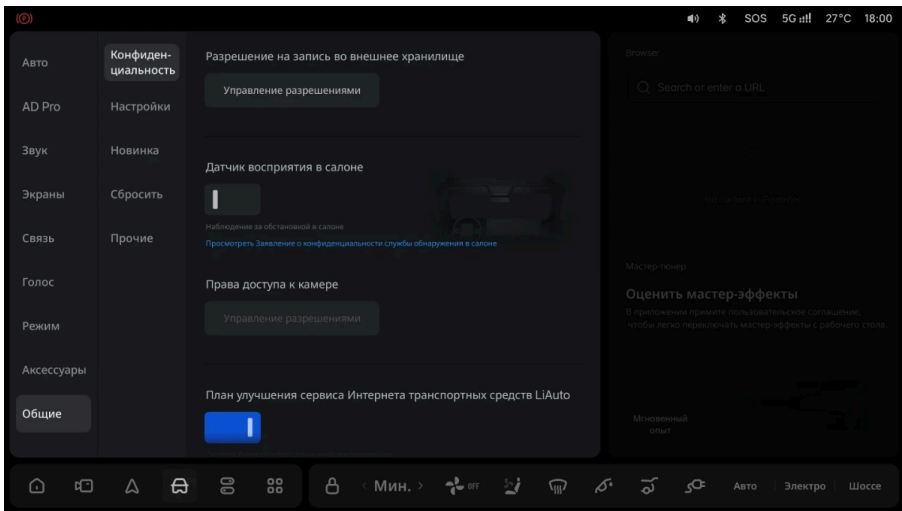 SOS 5G 27°C 18:00
Авто
AD Pro
Звук
Экраны
Связь
Голос
Режим
Аксессуары
Общие
Конфиден-
циальность
Настройки
Новинка
Сбросить
Прочие
Разрешение на запись во внешнее хранилище
Управление разрешениями
Датчик восприятия в салоне
Наблюдение за обстановкой в салоне
Просмотреть Заявление о конфиденциальности службы обнаружения в салоне
Права доступа к камере
Управление разрешениями
План улучшения сервиса Интернета транспортных средств LiAuto
Browser
Search or enter a URL
Мастер-тюнер
Оценить мастер-эффекты
В приложении примите пользовательское соглашение,
чтобы легко переключать мастер-эффекты с рабочего стола.
Мгновенный
опыт
< Мин. > OFF Авто Электро Шоссе